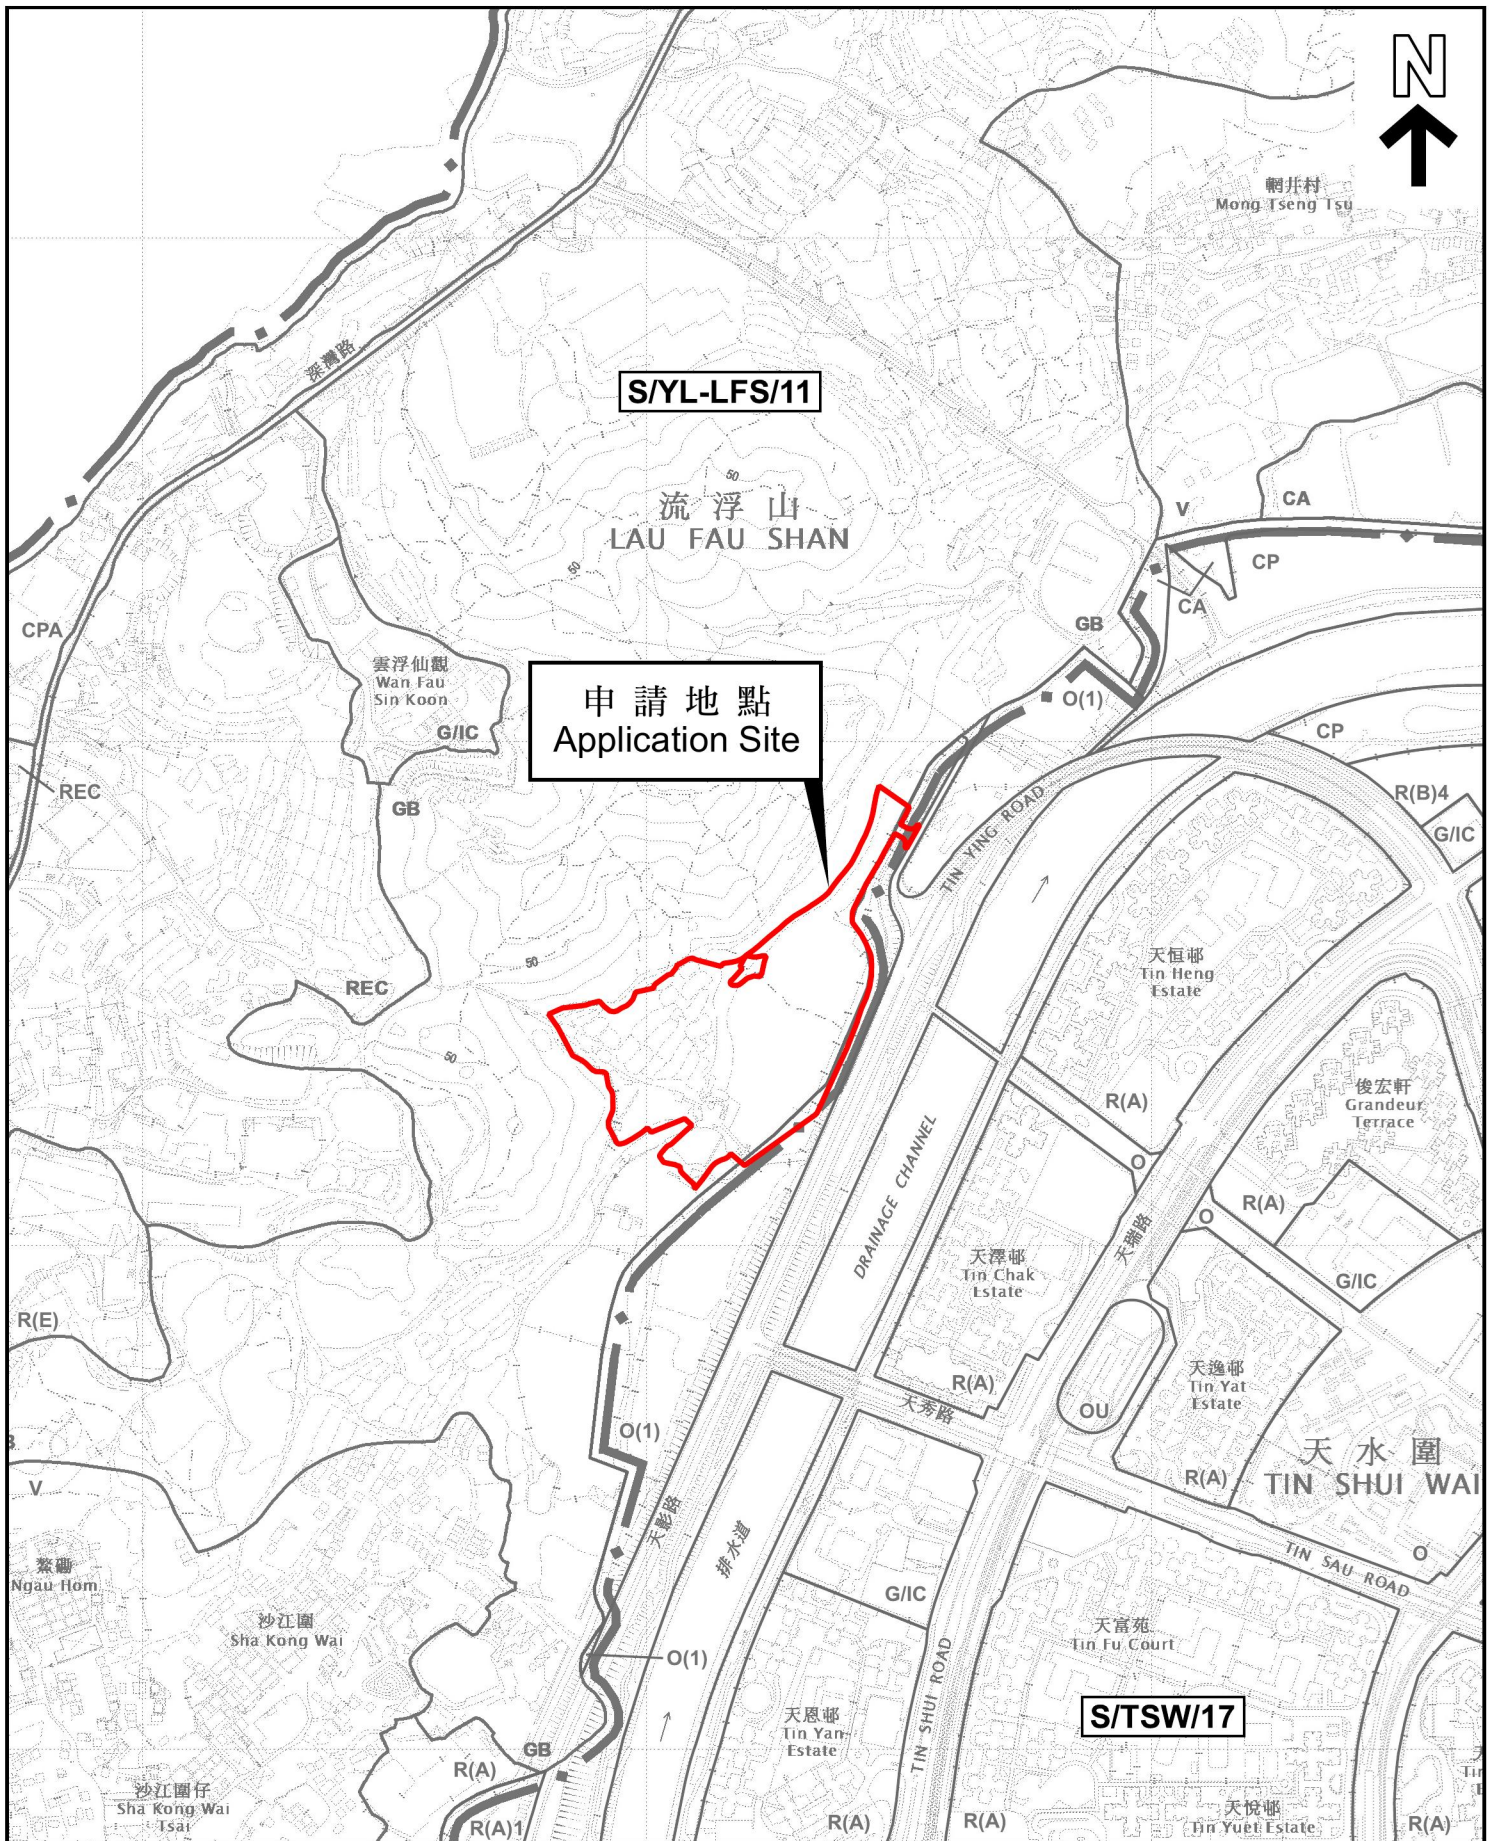 N
輞井村
Mong Tseng Tsu
深灣路
S/YL-LFS/11
50
流浮山
LAU FAU SHAN
50
V
CA
CP
CA
GB
CPA
雲浮仙觀
Wan Fau
Sin Koon
G/IC
申請地點
Application Site
O(1)
CP
REC
GB
R(B)4
G/IC
TIN YING ROAD
天恒邨
Tin Heng
Estate
50
REC
50
俊宏軒
Grandeur
Terrace
R(A)
DRAINAGE CHANNEL
O
R(A)
O
天瑞路
天澤邨
Tin Chak
Estate
G/IC
R(E)
天逸邨
Tin Yat
Estate
R(A)
天秀路
OU
O(1)
天水圍
TIN SHUI WAI
R(A)
V
天影路
排水道
TIN SAU ROAD
O
鰲磡
Ngau Hom
G/IC
沙江圍
Sha Kong Wai
天富苑
Tin Fu Court
O(1)
TIN SHUI ROAD
天恩邨
Tin Yan
Estate
S/TSW/17
GB
R(A)
沙江圍仔
Sha Kong Wai
Tsai
天悅邨
Tin Yuet Estate
R(A)1
R(A)
R(A)
R(A)